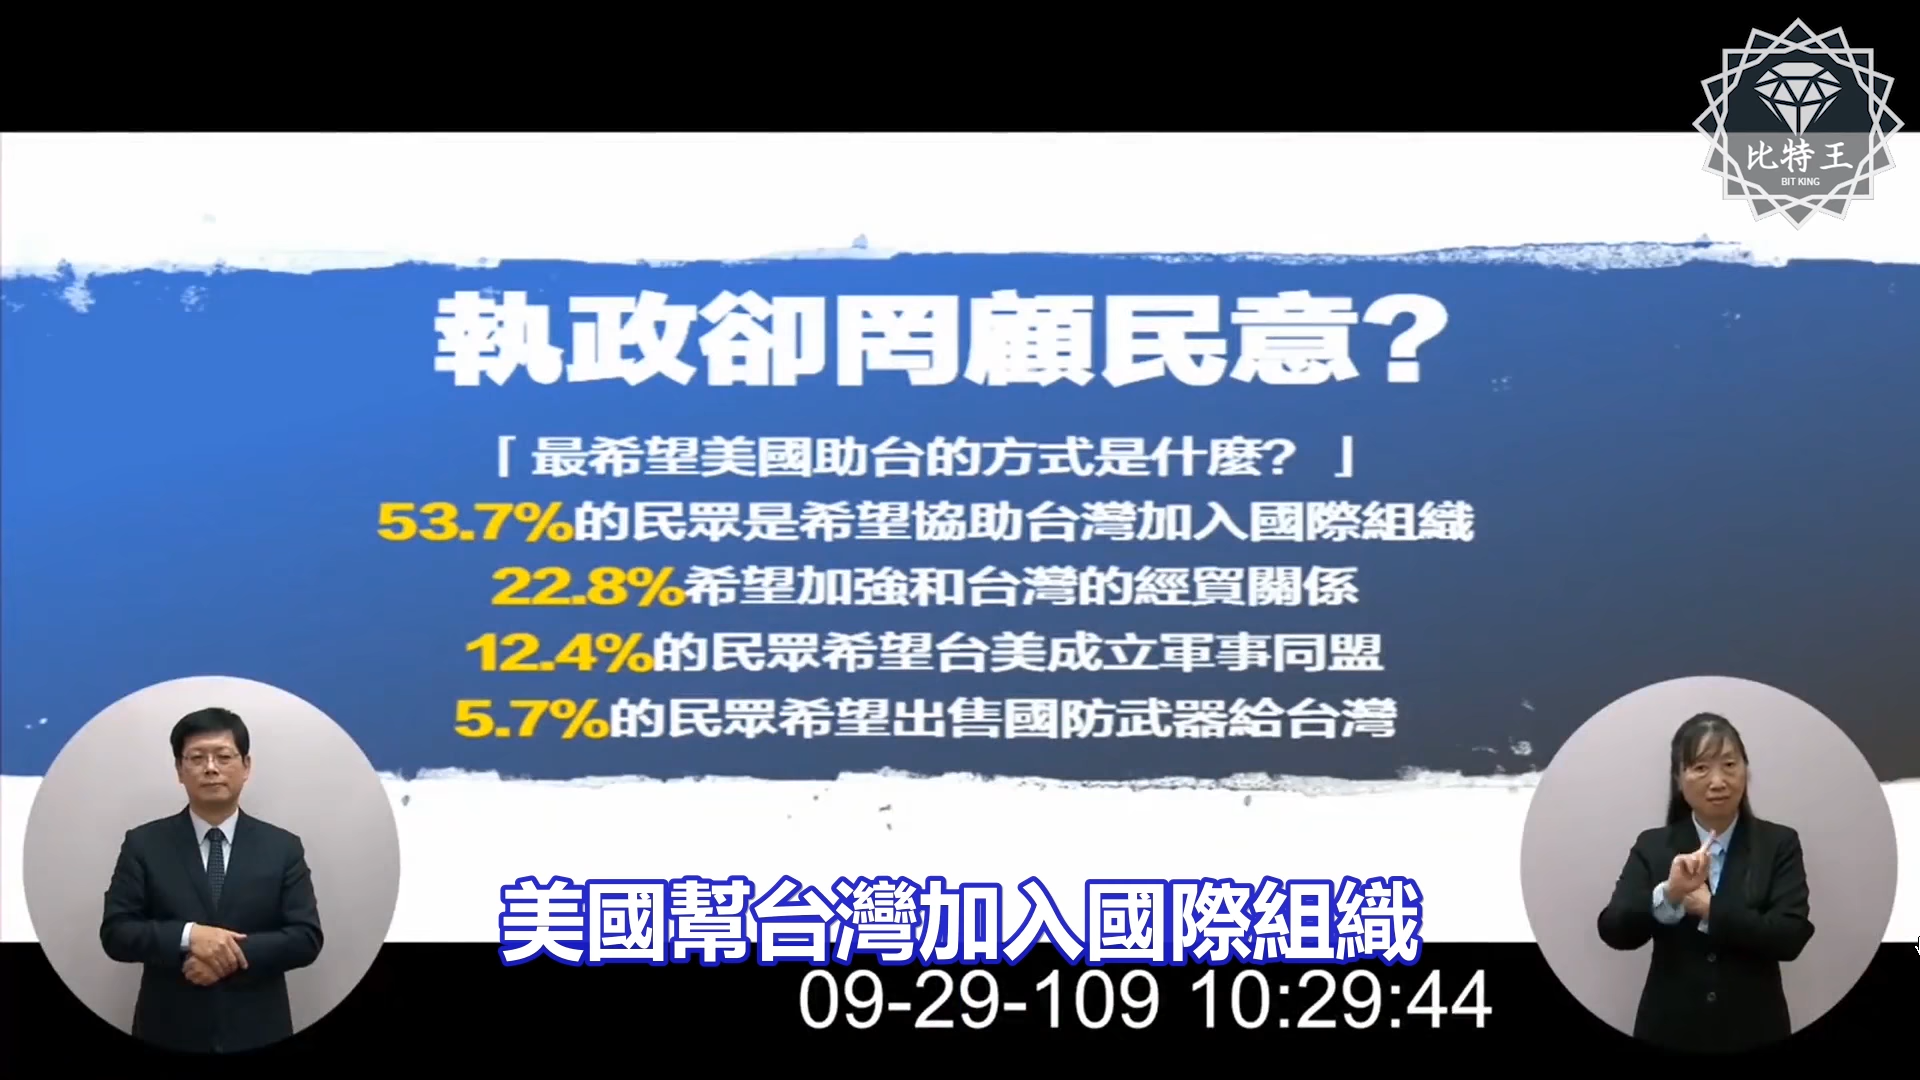 比特王
BIT KING
執政卻罔顧民意?
「最希望美國助台的方式是什麼? 」
53.7%的民眾是希望協助台灣加入國際組織
22.8%希望加強和台灣的經貿關係
12.4%的民眾希望台美成立軍事同盟
5.7%的民眾希望出售國防武器給台灣
美國幫台灣加入國際組織
09-29-109 10:29:44